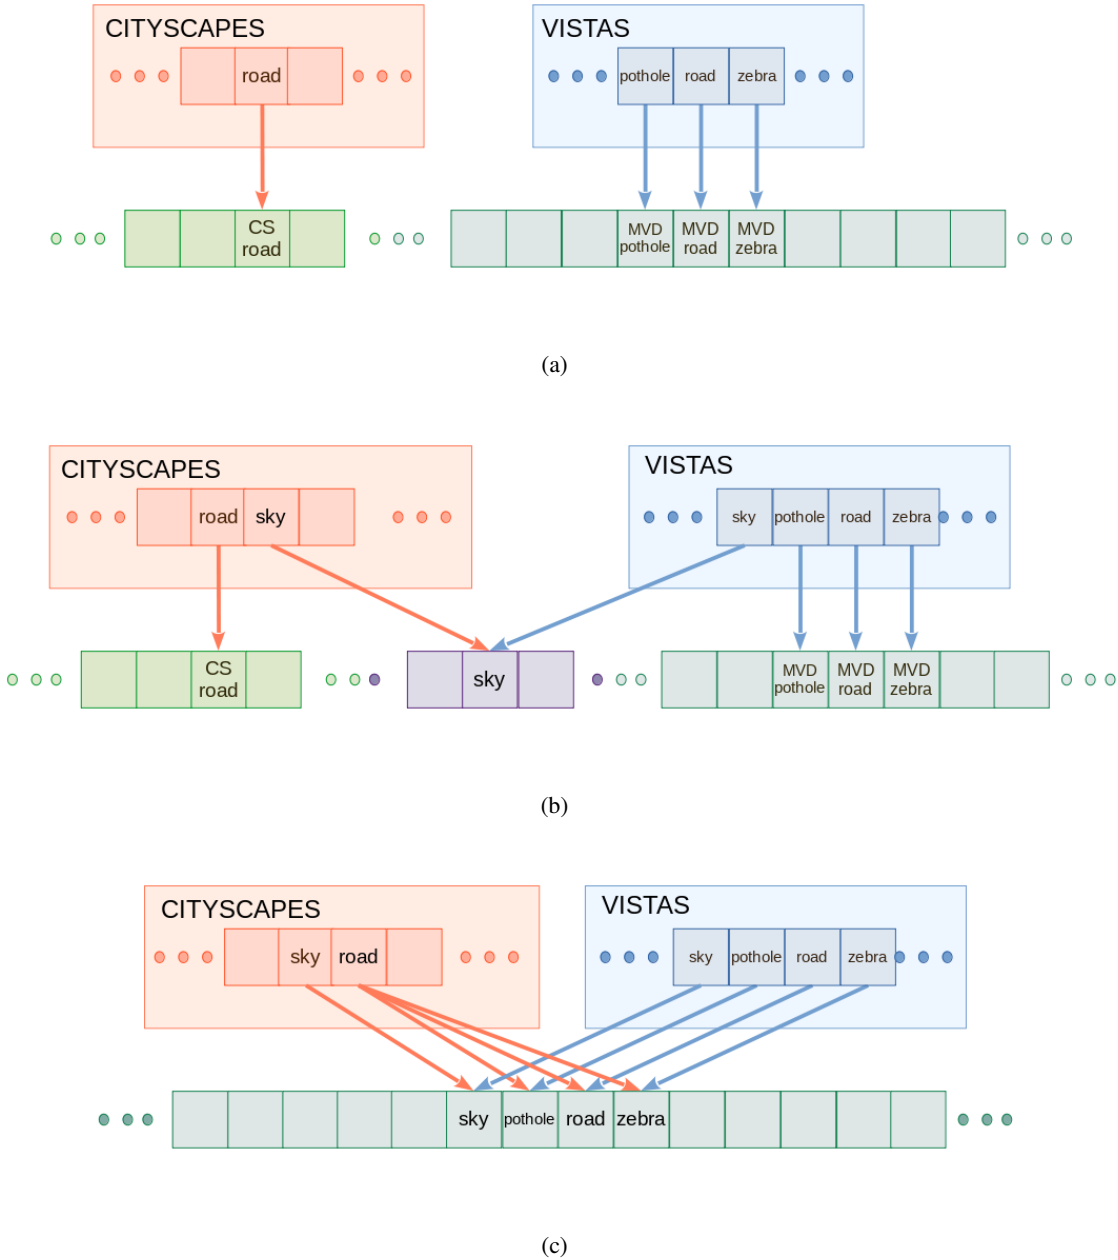 CITYSCAPES
VISTAS
road
pothole road zebra
CS
road
MVD
pothole
MVD
road
MVD
zebra
(a)
CITYSCAPES
VISTAS
road sky
sky pothole road zebra
CS
road
sky
MVD
pothole
MVD
road
MVD
zebra
(b)
CITYSCAPES
VISTAS
sky road
sky pothole road zebra
sky pothole road zebra
(c)